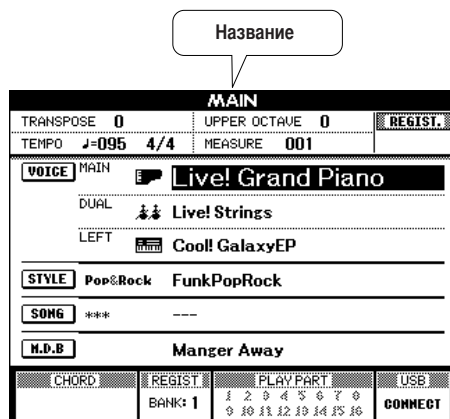 Название
MAIN
TRANSPOSE 0 UPPER OCTAVE 0 REGIST.
TEMPO ♩=095 4/4 MEASURE 001
VOICE MAIN Live! Grand Piano
DUAL Live! Strings
LEFT Cool! GalaxyEP
STYLE Pop&Rock FunkPopRock
SONG *** ---
M.D.B Manger Away
CHORD REGIST PLAY PART USB
BANK: 1 1 2 3 4 5 6 7 8 CONNECT
9 10 11 12 13 14 15 16